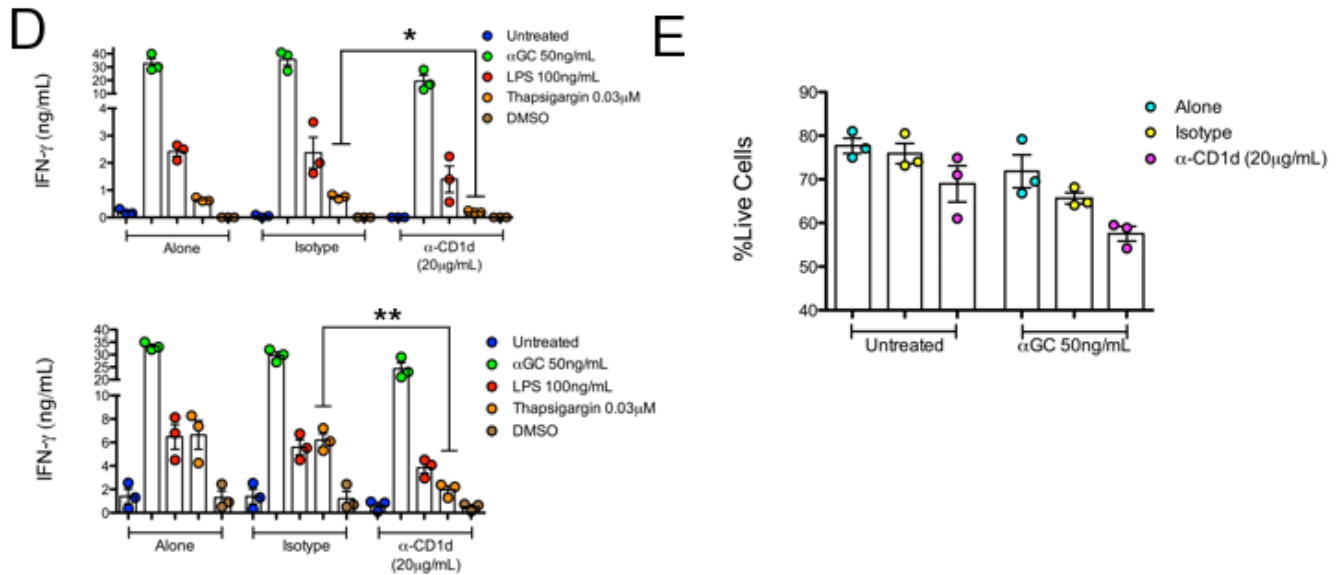 D
IFN-γ (ng/mL)
40
30
20
10
4
3
2
1
0
*
Untreated
αGC 50ng/mL
LPS 100ng/mL
Thapsigargin 0.03μM
DMSO
Alone
Isotype
α-CD1d
(20μg/mL)
IFN-γ (ng/mL)
40
35
30
25
20
10
8
6
4
2
0
**
Untreated
αGC 50ng/mL
LPS 100ng/mL
Thapsigargin 0.03μM
DMSO
Alone
Isotype
α-CD1d
(20μg/mL)
E
%Live Cells
90
80
70
60
50
40
Alone
Isotype
α-CD1d (20μg/mL)
Untreated
αGC 50ng/mL